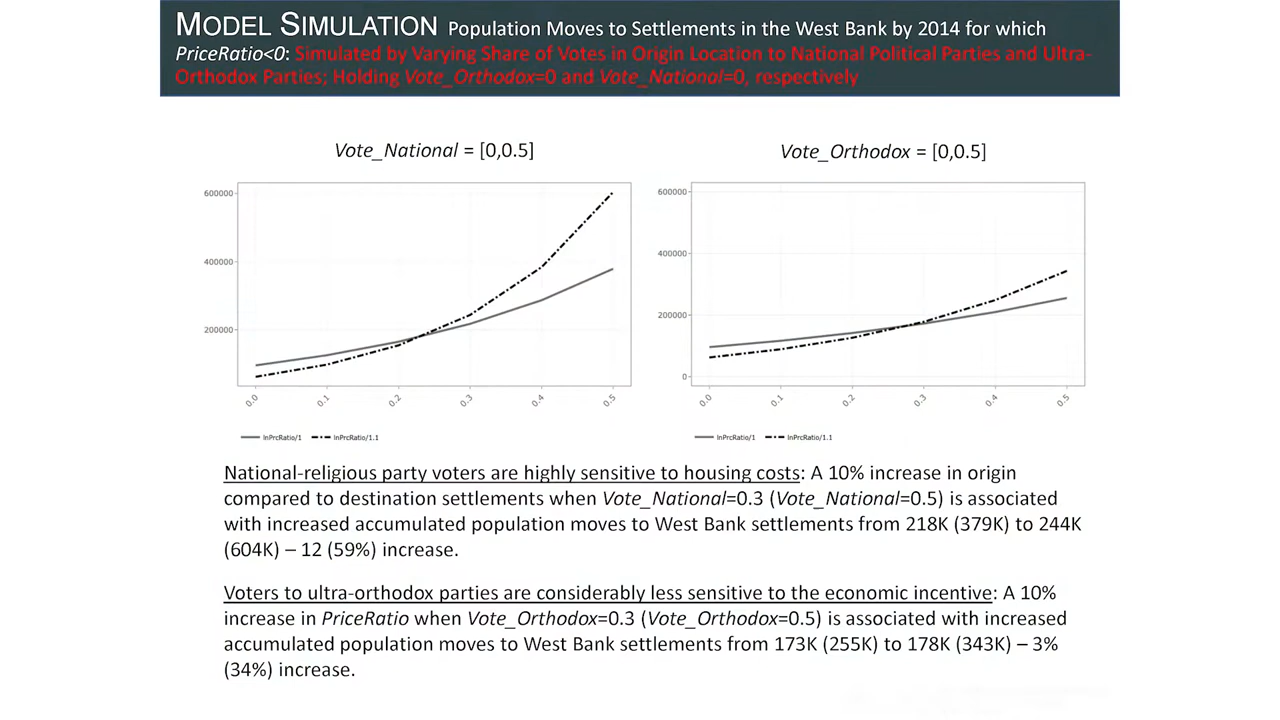 MODEL SIMULATION Population Moves to Settlements in the West Bank by 2014 for which
PriceRatio<0: Simulated by Varying Share of Votes in Origin Location to National Political Parties and Ultra-
Orthodox Parties; Holding Vote_Orthodox=0 and Vote_National=0, respectively
Vote_National = [0,0.5]
600000
400000
200000
0.0
0.1
0.2
0.3
0.4
0.5
lnPrcRatio/1
lnPrcRatio/1.1
Vote_Orthodox = [0,0.5]
600000
400000
200000
0
0.0
0.1
0.2
0.3
0.4
0.5
lnPrcRatio/1
lnPrcRatio/1.1
National-religious party voters are highly sensitive to housing costs: A 10% increase in origin
compared to destination settlements when Vote_National=0.3 (Vote_National=0.5) is associated
with increased accumulated population moves to West Bank settlements from 218K (379K) to 244K
(604K) – 12 (59%) increase.
Voters to ultra-orthodox parties are considerably less sensitive to the economic incentive: A 10%
increase in PriceRatio when Vote_Orthodox=0.3 (Vote_Orthodox=0.5) is associated with increased
accumulated population moves to West Bank settlements from 173K (255K) to 178K (343K) – 3%
(34%) increase.